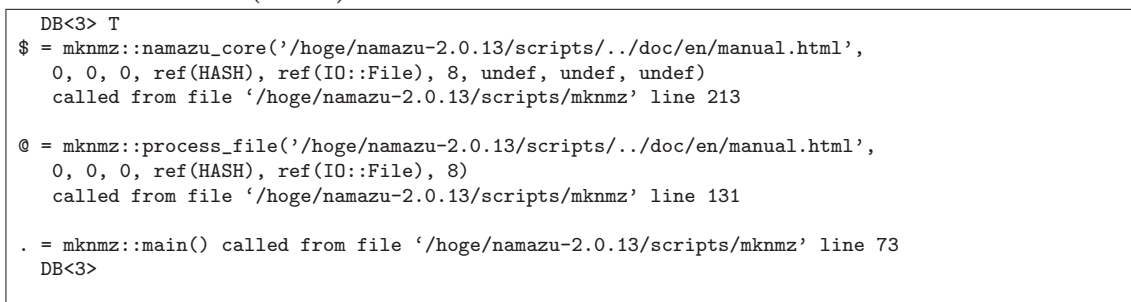 DB<3> T
$ = mknmz::namazu_core('/hoge/namazu-2.0.13/scripts/../doc/en/manual.html',
0, 0, 0, ref(HASH), ref(IO::File), 8, undef, undef, undef)
called from file ‘/hoge/namazu-2.0.13/scripts/mknmz’ line 213
@ = mknmz::process_file('/hoge/namazu-2.0.13/scripts/../doc/en/manual.html',
0, 0, 0, ref(HASH), ref(IO::File), 8)
called from file ‘/hoge/namazu-2.0.13/scripts/mknmz’ line 131
. = mknmz::main() called from file ‘/hoge/namazu-2.0.13/scripts/mknmz’ line 73
DB<3>